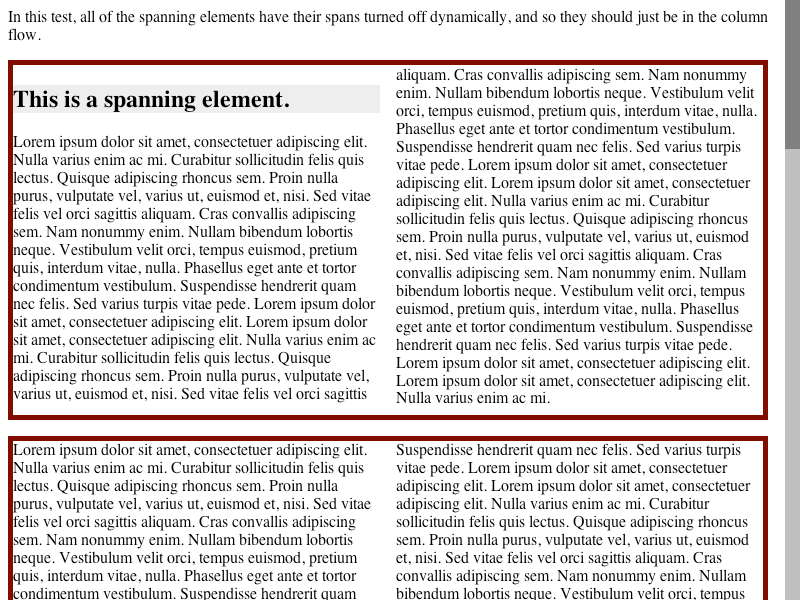 In this test, all of the spanning elements have their spans turned off dynamically, and so they should just be in the column
flow.
This is a spanning element.
Lorem ipsum dolor sit amet, consectetuer adipiscing elit.
Nulla varius enim ac mi. Curabitur sollicitudin felis quis
lectus. Quisque adipiscing rhoncus sem. Proin nulla
purus, vulputate vel, varius ut, euismod et, nisi. Sed vitae
felis vel orci sagittis aliquam. Cras convallis adipiscing
sem. Nam nonummy enim. Nullam bibendum lobortis
neque. Vestibulum velit orci, tempus euismod, pretium
quis, interdum vitae, nulla. Phasellus eget ante et tortor
condimentum vestibulum. Suspendisse hendrerit quam
nec felis. Sed varius turpis vitae pede. Lorem ipsum dolor
sit amet, consectetuer adipiscing elit. Lorem ipsum dolor
sit amet, consectetuer adipiscing elit. Nulla varius enim ac
mi. Curabitur sollicitudin felis quis lectus. Quisque
adipiscing rhoncus sem. Proin nulla purus, vulputate vel,
varius ut, euismod et, nisi. Sed vitae felis vel orci sagittis
aliquam. Cras convallis adipiscing sem. Nam nonummy
enim. Nullam bibendum lobortis neque. Vestibulum velit
orci, tempus euismod, pretium quis, interdum vitae, nulla.
Phasellus eget ante et tortor condimentum vestibulum.
Suspendisse hendrerit quam nec felis. Sed varius turpis
vitae pede. Lorem ipsum dolor sit amet, consectetuer
adipiscing elit. Lorem ipsum dolor sit amet, consectetuer
adipiscing elit. Nulla varius enim ac mi. Curabitur
sollicitudin felis quis lectus. Quisque adipiscing rhoncus
sem. Proin nulla purus, vulputate vel, varius ut, euismod
et, nisi. Sed vitae felis vel orci sagittis aliquam. Cras
convallis adipiscing sem. Nam nonummy enim. Nullam
bibendum lobortis neque. Vestibulum velit orci, tempus
euismod, pretium quis, interdum vitae, nulla. Phasellus
eget ante et tortor condimentum vestibulum. Suspendisse
hendrerit quam nec felis. Sed varius turpis vitae pede.
Lorem ipsum dolor sit amet, consectetuer adipiscing elit.
Lorem ipsum dolor sit amet, consectetuer adipiscing elit.
Nulla varius enim ac mi.
Lorem ipsum dolor sit amet, consectetuer adipiscing elit.
Nulla varius enim ac mi. Curabitur sollicitudin felis quis
lectus. Quisque adipiscing rhoncus sem. Proin nulla
purus, vulputate vel, varius ut, euismod et, nisi. Sed vitae
felis vel orci sagittis aliquam. Cras convallis adipiscing
sem. Nam nonummy enim. Nullam bibendum lobortis
neque. Vestibulum velit orci, tempus euismod, pretium
quis, interdum vitae, nulla. Phasellus eget ante et tortor
condimentum vestibulum. Suspendisse hendrerit quam
Suspendisse hendrerit quam nec felis. Sed varius turpis
vitae pede. Lorem ipsum dolor sit amet, consectetuer
adipiscing elit. Lorem ipsum dolor sit amet, consectetuer
adipiscing elit. Nulla varius enim ac mi. Curabitur
sollicitudin felis quis lectus. Quisque adipiscing rhoncus
sem. Proin nulla purus, vulputate vel, varius ut, euismod
et, nisi. Sed vitae felis vel orci sagittis aliquam. Cras
convallis adipiscing sem. Nam nonummy enim. Nullam
bibendum lobortis neque. Vestibulum velit orci, tempus